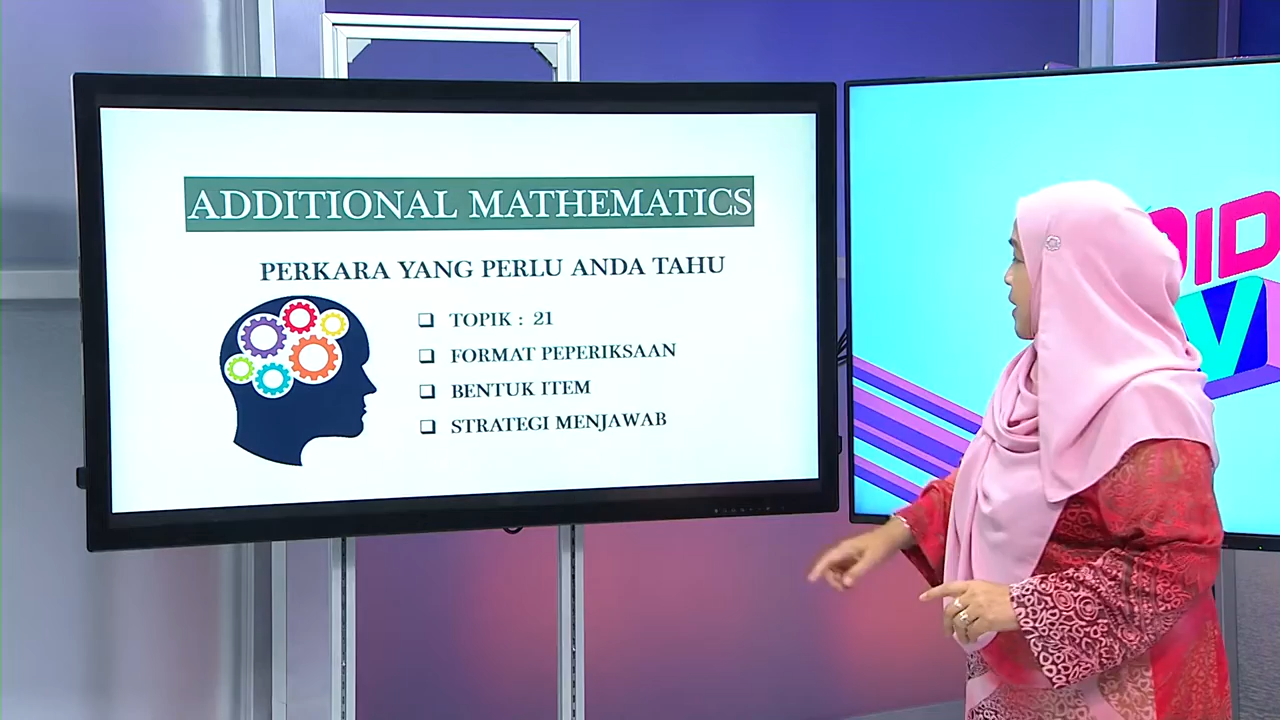 ADDITIONAL MATHEMATICS
PERKARA YANG PERLU ANDA TAHU
❑ TOPIK : 21
❑ FORMAT PEPERIKSAAN
❑ BENTUK ITEM
❑ STRATEGI MENJAWAB